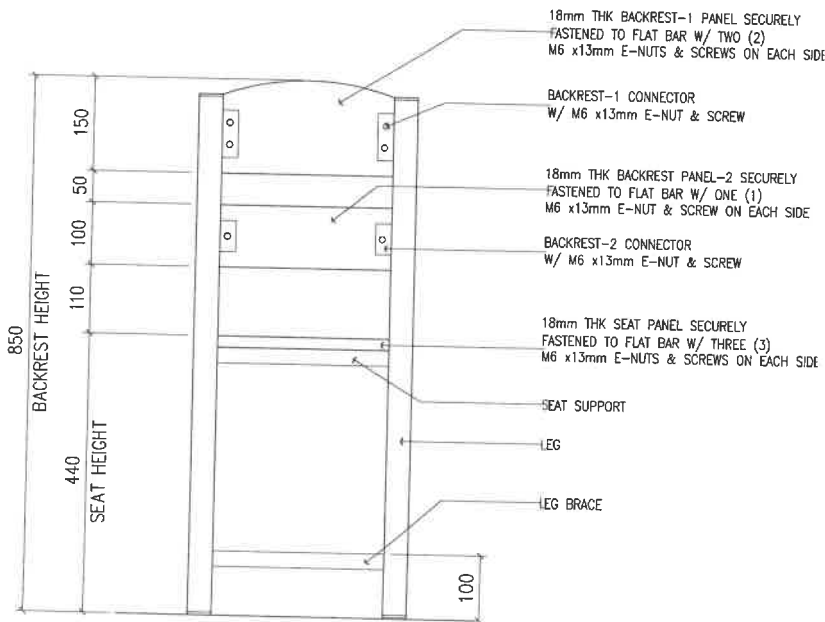 18mm THK BACKREST-1 PANEL SECURELY
FASTENED TO FLAT BAR W/ TWO (2)
M6 x13mm E-NUTS & SCREWS ON EACH SIDE
BACKREST-1 CONNECTOR
W/ M6 x13mm E-NUT & SCREW
18mm THK BACKREST PANEL-2 SECURELY
FASTENED TO FLAT BAR W/ ONE (1)
M6 x13mm E-NUT & SCREW ON EACH SIDE
BACKREST-2 CONNECTOR
W/ M6 x13mm E-NUT & SCREW
18mm THK SEAT PANEL SECURELY
FASTENED TO FLAT BAR W/ THREE (3)
M6 x13mm E-NUTS & SCREWS ON EACH SIDE
SEAT SUPPORT
LEG
LEG BRACE
150
50
100
110
850
BACKREST HEIGHT
440
SEAT HEIGHT
100